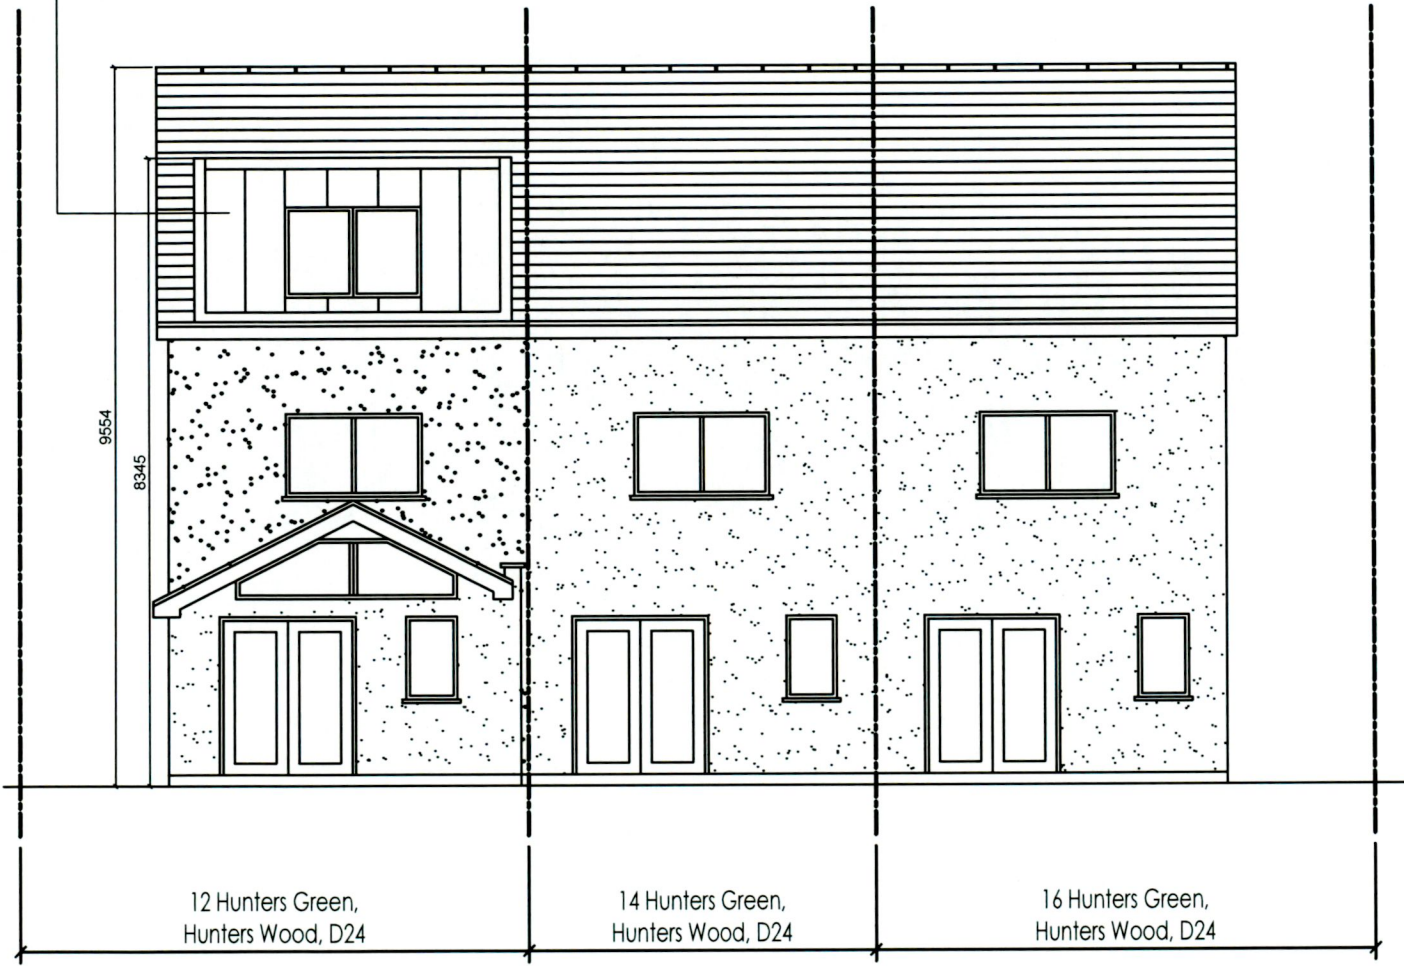 9554
8345
12 Hunters Green,
Hunters Wood, D24
14 Hunters Green,
Hunters Wood, D24
16 Hunters Green,
Hunters Wood, D24